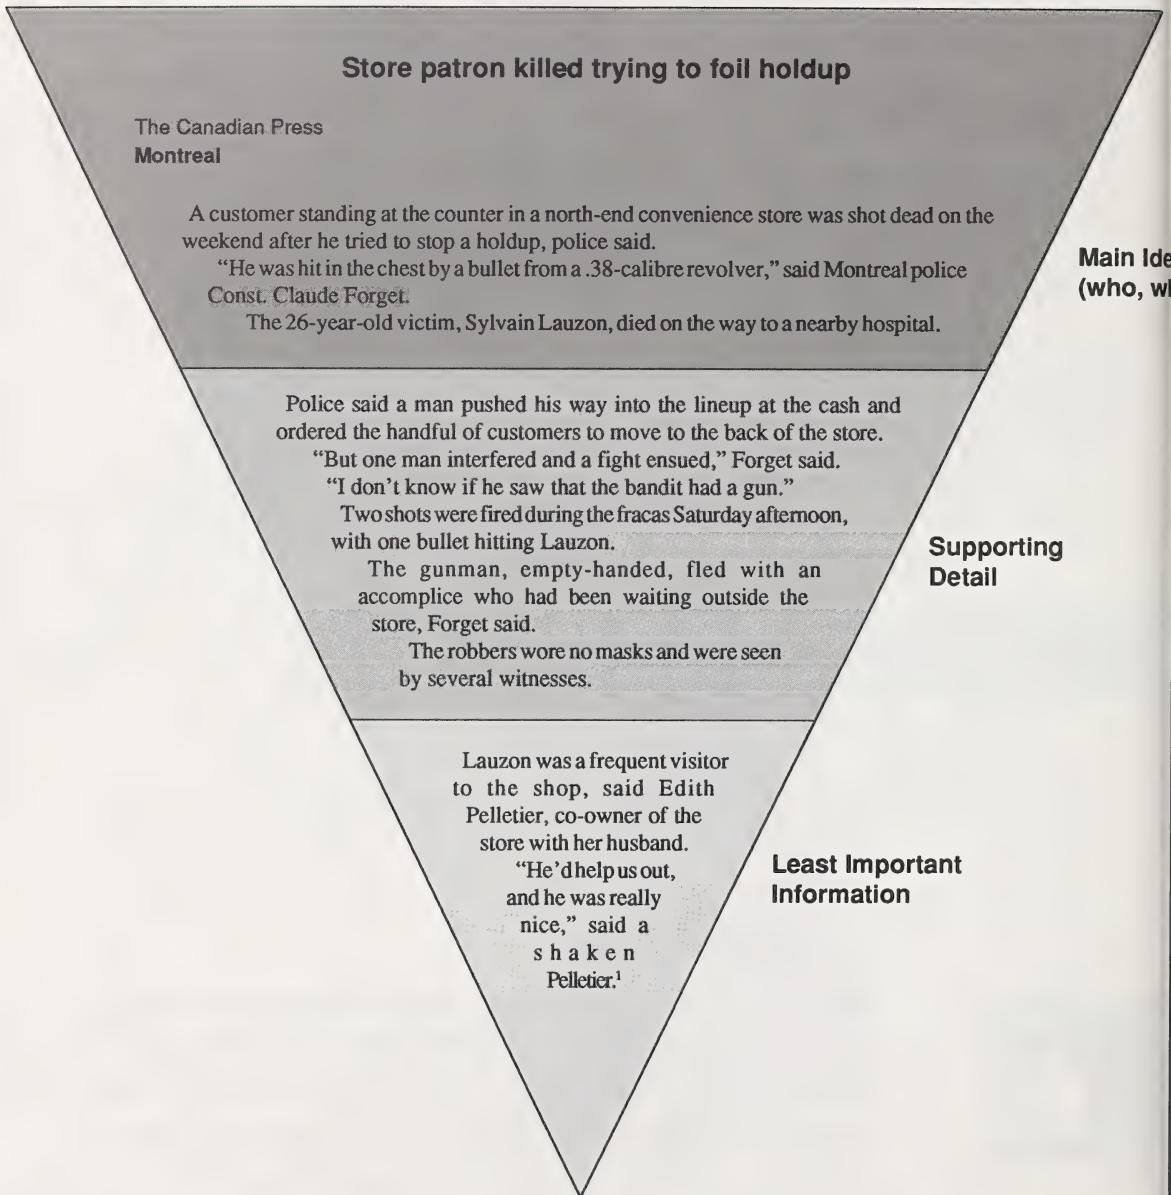 Store patron killed trying to foil holdup
The Canadian Press
Montreal
A customer standing at the counter in a north-end convenience store was shot dead on the
weekend after he tried to stop a holdup, police said.
“He was hit in the chest by a bullet from a .38-calibre revolver,” said Montreal police
Const. Claude Forget.
The 26-year-old victim, Sylvain Lauzon, died on the way to a nearby hospital.
Main
(who,
Police said a man pushed his way into the lineup at the cash and
ordered the handful of customers to move to the back of the store.
“But one man interfered and a fight ensued,” Forget said.
“I don't know if he saw that the bandit had a gun.”
Two shots were fired during the fracas Saturday afternoon,
with one bullet hitting Lauzon.
The gunman, empty-handed, fled with an
accomplice who had been waiting outside the
store, Forget said.
The robbers wore no masks and were seen
by several witnesses.
Supporting
Detail
Lauzon was a frequent visitor
to the shop, said Edith
Pelletier, co-owner of the
store with her husband.
“He'd help us out,
and he was really
nice,” said a
shaken
Pelletier.¹
Least Important
Information